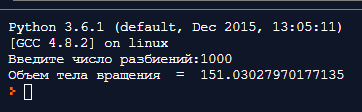 Python 3.6.1 (default, Dec 2015, 13:05:11)
[GCC 4.8.2] on linux
Введите число разбиений:1000
Объем тела вращения  =  151.03027970177135